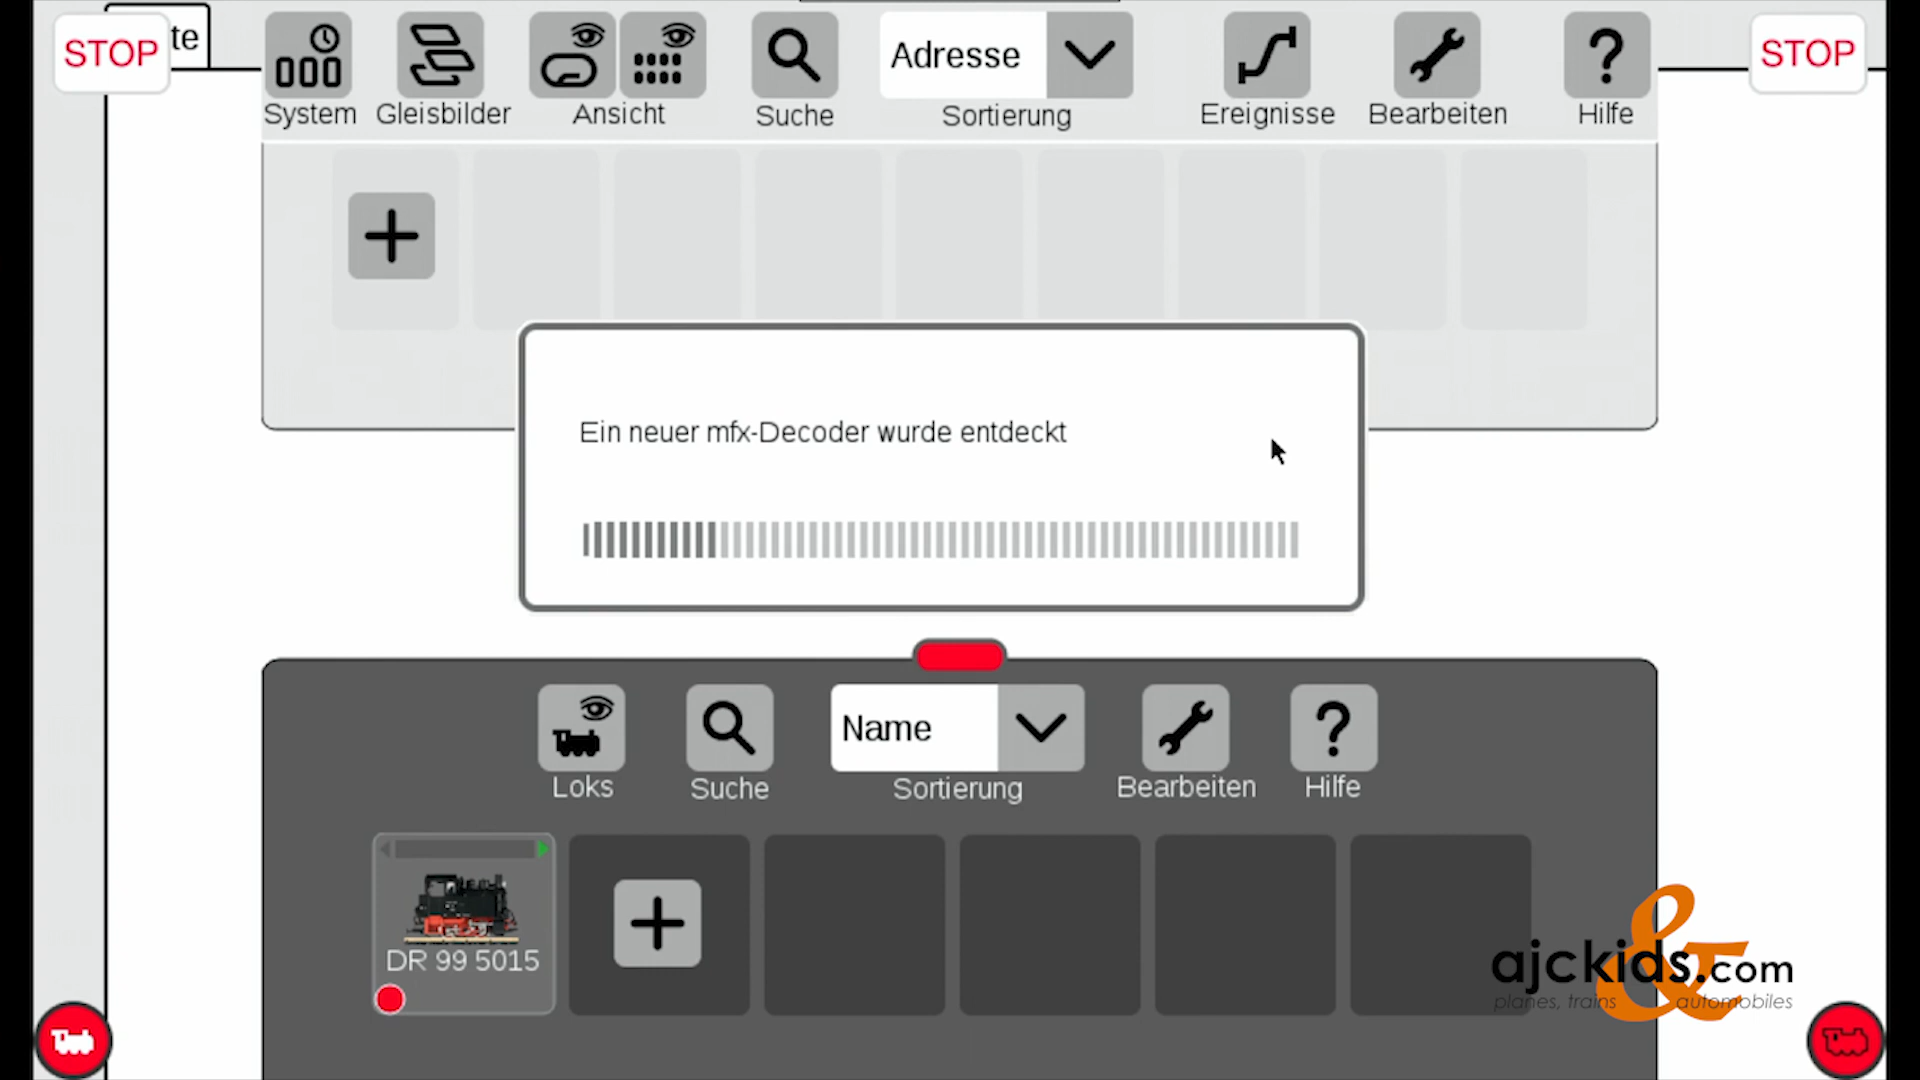 STOP
te
Adresse
STOP
System
Gleisbilder
Ansicht
Suche
Sortierung
Ereignisse
Bearbeiten
Hilfe
Ein neuer mfx-Decoder wurde entdeckt
Name
Loks
Suche
Sortierung
Bearbeiten
Hilfe
DR 99 5015
&
ajckids.com
planes, trains automobiles